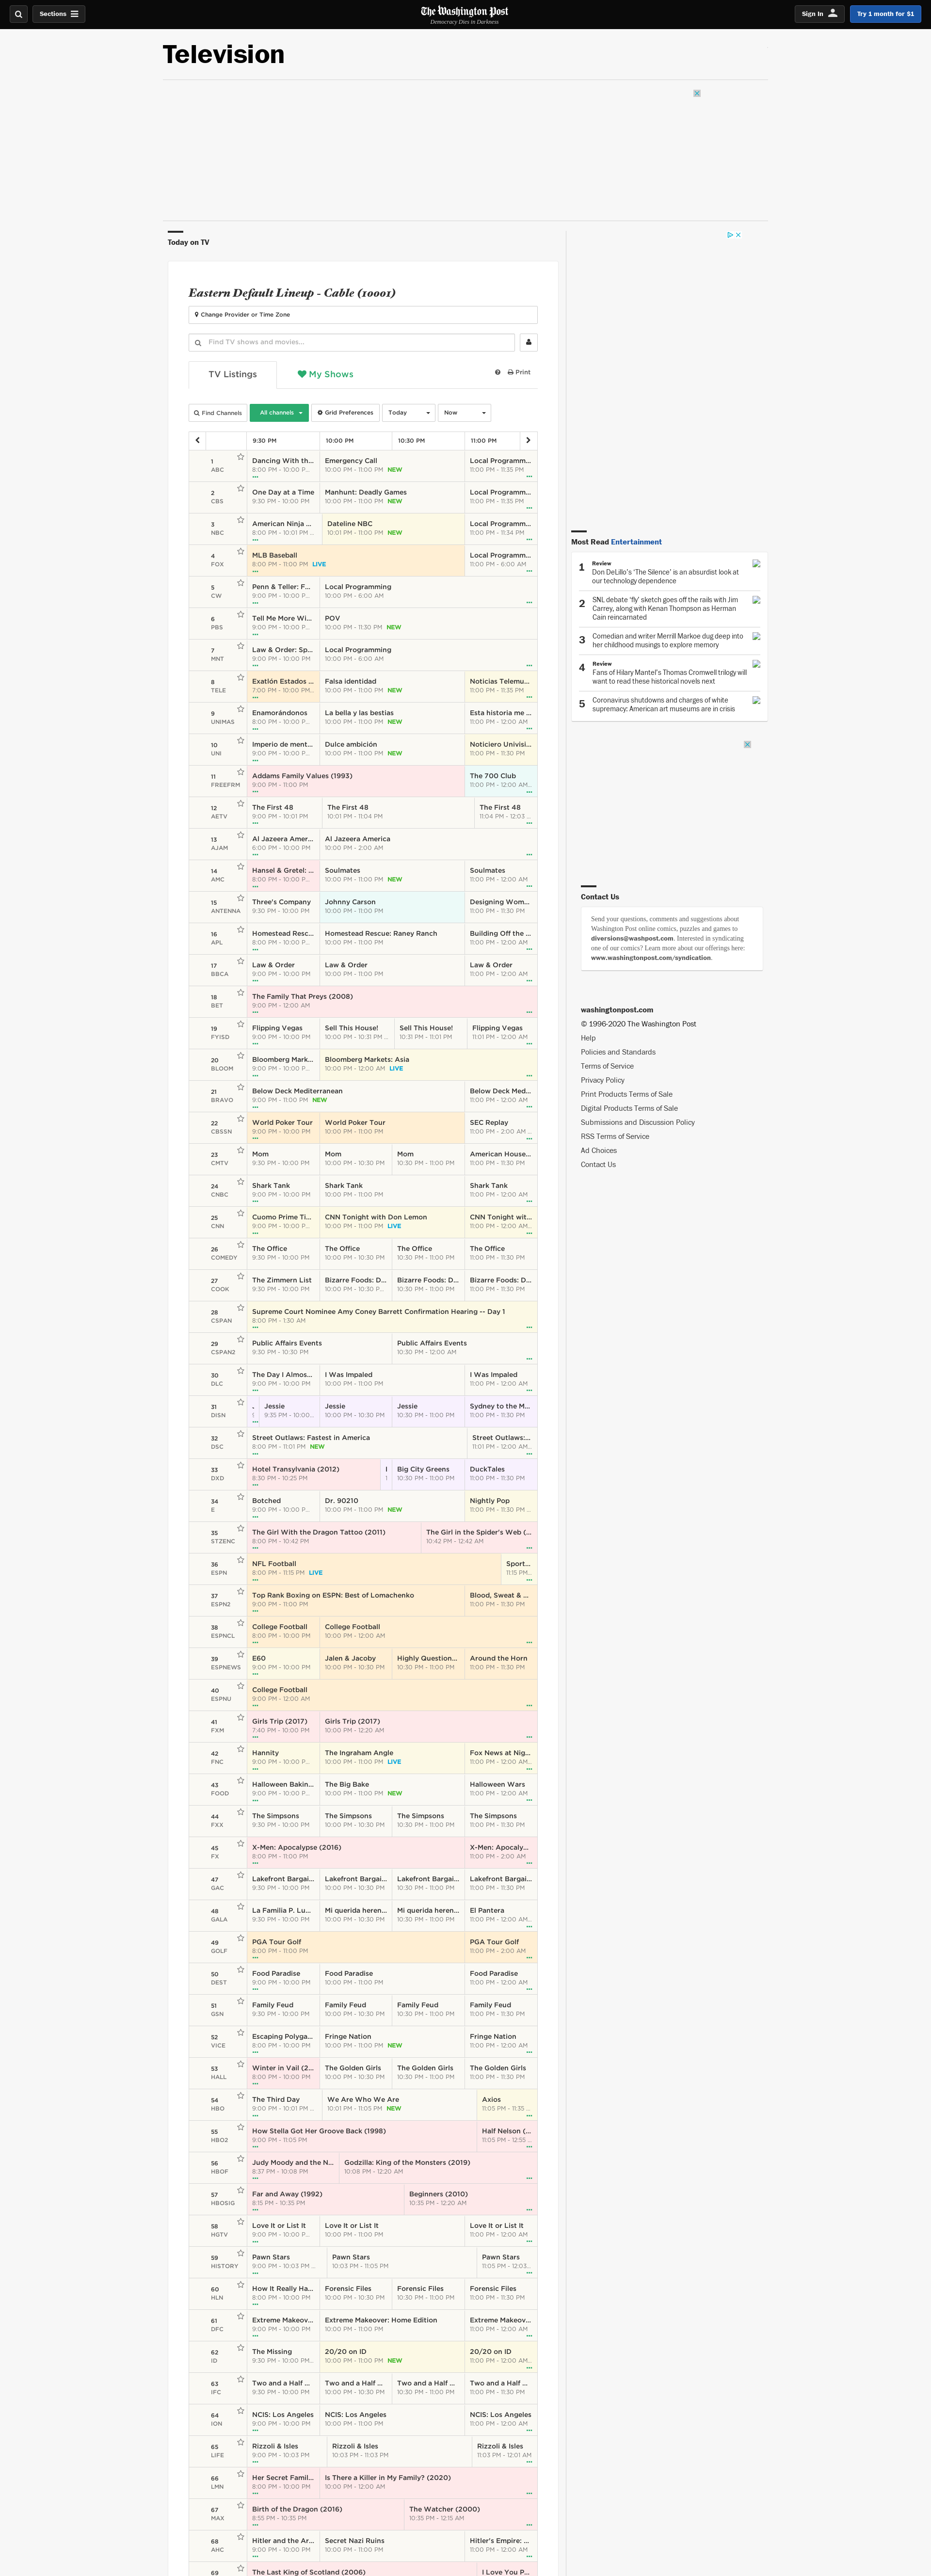 Sections
The Washington Post
Democracy Dies in Darkness
Sign In
Try 1 month for $1
Television
Today on TV
Eastern Default Lineup - Cable (10001)
Change Provider or Time Zone
Find TV shows and movies...
TV Listings
My Shows
Print
Find Channels
All channels
Grid Preferences
Today
Now
9:30 PM 10:00 PM 10:30 PM 11:00 PM
1 Dancing With th... Emergency Call Local Programm...
ABC 8:00 PM - 10:00 P... 10:00 PM - 11:00 PM NEW 11:00 PM - 11:35 PM
2 One Day at a Time Manhunt: Deadly Games Local Programm...
CBS 9:30 PM - 10:00 PM 10:00 PM - 11:00 PM NEW 11:00 PM - 11:35 PM
3 American Ninja ... Dateline NBC Local Programm...
NBC 8:00 PM - 10:01 PM ... 10:01 PM - 11:00 PM NEW 11:00 PM - 11:34 PM
4 MLB Baseball Local Programm...
FOX 8:00 PM - 11:00 PM LIVE 11:00 PM - 6:00 AM
5 Penn & Teller: F... Local Programming
CW 9:00 PM - 10:00 P... 10:00 PM - 6:00 AM
6 Tell Me More Wi... POV
PBS 9:00 PM - 10:00 P... 10:00 PM - 11:30 PM NEW
7 Law & Order: Sp... Local Programming
MNT 9:00 PM - 10:00 PM 10:00 PM - 6:00 AM
8 Exatlón Estados ... Falsa identidad Noticias Telemu...
TELE 7:00 PM - 10:00 PM... 10:00 PM - 11:00 PM NEW 11:00 PM - 11:35 PM
9 Enamorándonos La bella y las bestias Esta historia me ...
UNIMAS 8:00 PM - 10:00 P... 10:00 PM - 11:00 PM NEW 11:00 PM - 12:00 AM
10 Imperio de ment... Dulce ambición Noticiero Univisi...
UNI 9:00 PM - 10:00 P... 10:00 PM - 11:00 PM NEW 11:00 PM - 11:30 PM
11 Addams Family Values (1993) The 700 Club
FREEFRM 9:00 PM - 11:00 PM 11:00 PM - 12:00 AM...
12 The First 48 The First 48 The First 48
AETV 9:00 PM - 10:01 PM 10:01 PM - 11:04 PM 11:04 PM - 12:03 ...
13 Al Jazeera Amer... Al Jazeera America
AJAM 6:00 PM - 10:00 PM 10:00 PM - 2:00 AM
14 Hansel & Gretel: ... Soulmates Soulmates
AMC 8:00 PM - 10:00 P... 10:00 PM - 11:00 PM NEW 11:00 PM - 12:00 AM
15 Three's Company Johnny Carson Designing Wom...
ANTENNA 9:30 PM - 10:00 PM 10:00 PM - 11:00 PM 11:00 PM - 11:30 PM
16 Homestead Resc... Homestead Rescue: Raney Ranch Building Off the ...
APL 8:00 PM - 10:00 P... 10:00 PM - 11:00 PM 11:00 PM - 12:00 AM
17 Law & Order Law & Order Law & Order
BBCA 9:00 PM - 10:00 PM 10:00 PM - 11:00 PM 11:00 PM - 12:00 AM
18 The Family That Preys (2008)
BET 9:00 PM - 12:00 AM
19 Flipping Vegas Sell This House! Sell This House! Flipping Vegas
FYISD 9:00 PM - 10:00 PM 10:00 PM - 10:31 PM ... 10:31 PM - 11:01 PM 11:01 PM - 12:00 AM
20 Bloomberg Mark... Bloomberg Markets: Asia
BLOOM 9:00 PM - 10:00 P... 10:00 PM - 12:00 AM LIVE
21 Below Deck Mediterranean Below Deck Med...
BRAVO 9:00 PM - 11:00 PM NEW 11:00 PM - 12:00 AM
22 World Poker Tour World Poker Tour SEC Replay
CBSSN 9:00 PM - 10:00 PM 10:00 PM - 11:00 PM 11:00 PM - 2:00 AM ...
23 Mom Mom Mom American House...
CMTV 9:30 PM - 10:00 PM 10:00 PM - 10:30 PM 10:30 PM - 11:00 PM 11:00 PM - 11:30 PM
24 Shark Tank Shark Tank Shark Tank
CNBC 9:00 PM - 10:00 PM 10:00 PM - 11:00 PM 11:00 PM - 12:00 AM
25 Cuomo Prime Ti... CNN Tonight with Don Lemon CNN Tonight wit...
CNN 9:00 PM - 10:00 P... 10:00 PM - 11:00 PM LIVE 11:00 PM - 12:00 AM...
26 The Office The Office The Office The Office
COMEDY 9:30 PM - 10:00 PM 10:00 PM - 10:30 PM 10:30 PM - 11:00 PM 11:00 PM - 11:30 PM
27 The Zimmern List Bizarre Foods: D... Bizarre Foods: D... Bizarre Foods: D...
COOK 9:30 PM - 10:00 PM 10:00 PM - 10:30 P... 10:30 PM - 11:00 PM 11:00 PM - 11:30 PM
28 Supreme Court Nominee Amy Coney Barrett Confirmation Hearing -- Day 1
CSPAN 8:00 PM - 1:30 AM
29 Public Affairs Events Public Affairs Events
CSPAN2 9:30 PM - 10:30 PM 10:30 PM - 12:00 AM
30 The Day I Almos... I Was Impaled I Was Impaled
DLC 9:00 PM - 10:00 PM 10:00 PM - 11:00 PM 11:00 PM - 12:00 AM
31 Jessie Jessie Jessie Sydney to the M...
DISN 9:35 PM - 10:00... 10:00 PM - 10:30 PM 10:30 PM - 11:00 PM 11:00 PM - 11:30 PM
32 Street Outlaws: Fastest in America Street Outlaws:...
DSC 8:00 PM - 11:01 PM NEW 11:01 PM - 12:00 AM...
33 Hotel Transylvania (2012) Big City Greens DuckTales
DXD 8:30 PM - 10:25 PM 10:30 PM - 11:00 PM 11:00 PM - 11:30 PM
34 Botched Dr. 90210 Nightly Pop
E 9:00 PM - 10:00 P... 10:00 PM - 11:00 PM NEW 11:00 PM - 11:30 PM ...
35 The Girl With the Dragon Tattoo (2011) The Girl in the Spider's Web (...
STZENC 8:00 PM - 10:42 PM 10:42 PM - 12:42 AM
36 NFL Football Sport...
ESPN 8:00 PM - 11:15 PM LIVE 11:15 PM...
37 Top Rank Boxing on ESPN: Best of Lomachenko Blood, Sweat & ...
ESPN2 9:00 PM - 11:00 PM 11:00 PM - 11:30 PM
38 College Football College Football
ESPNCL 8:00 PM - 10:00 PM 10:00 PM - 12:00 AM
39 E60 Jalen & Jacoby Highly Question... Around the Horn
ESPNEWS 9:00 PM - 10:00 PM 10:00 PM - 10:30 PM 10:30 PM - 11:00 PM 11:00 PM - 11:30 PM
40 College Football
ESPNU 9:00 PM - 12:00 AM
41 Girls Trip (2017) Girls Trip (2017)
FXM 7:40 PM - 10:00 PM 10:00 PM - 12:20 AM
42 Hannity The Ingraham Angle Fox News at Nig...
FNC 9:00 PM - 10:00 P... 10:00 PM - 11:00 PM LIVE 11:00 PM - 12:00 AM...
43 Halloween Bakin... The Big Bake Halloween Wars
FOOD 9:00 PM - 10:00 P... 10:00 PM - 11:00 PM NEW 11:00 PM - 12:00 AM
44 The Simpsons The Simpsons The Simpsons The Simpsons
FXX 9:30 PM - 10:00 PM 10:00 PM - 10:30 PM 10:30 PM - 11:00 PM 11:00 PM - 11:30 PM
45 X-Men: Apocalypse (2016) X-Men: Apocaly...
FX 8:00 PM - 11:00 PM 11:00 PM - 2:00 AM
47 Lakefront Bargai... Lakefront Bargai... Lakefront Bargai... Lakefront Bargai...
GAC 9:30 PM - 10:00 PM 10:00 PM - 10:30 PM 10:30 PM - 11:00 PM 11:00 PM - 11:30 PM
48 La Familia P. Lu... Mi querida heren... Mi querida heren... El Pantera
GALA 9:30 PM - 10:00 PM 10:00 PM - 10:30 PM 10:30 PM - 11:00 PM 11:00 PM - 12:00 AM...
49 PGA Tour Golf PGA Tour Golf
GOLF 8:00 PM - 11:00 PM 11:00 PM - 2:00 AM
50 Food Paradise Food Paradise Food Paradise
DEST 9:00 PM - 10:00 PM 10:00 PM - 11:00 PM 11:00 PM - 12:00 AM
51 Family Feud Family Feud Family Feud Family Feud
GSN 9:30 PM - 10:00 PM 10:00 PM - 10:30 PM 10:30 PM - 11:00 PM 11:00 PM - 11:30 PM
52 Escaping Polyga... Fringe Nation Fringe Nation
VICE 8:00 PM - 10:00 PM 10:00 PM - 11:00 PM NEW 11:00 PM - 12:00 AM
53 Winter in Vail (2... The Golden Girls The Golden Girls The Golden Girls
HALL 8:00 PM - 10:00 PM 10:00 PM - 10:30 PM 10:30 PM - 11:00 PM 11:00 PM - 11:30 PM
54 The Third Day We Are Who We Are Axios
HBO 9:00 PM - 10:01 PM ... 10:01 PM - 11:05 PM NEW 11:05 PM - 11:35 ...
55 How Stella Got Her Groove Back (1998) Half Nelson (...
HBO2 9:00 PM - 11:05 PM 11:05 PM - 12:55 ...
56 Judy Moody and the N... Godzilla: King of the Monsters (2019)
HBOF 8:37 PM - 10:08 PM 10:08 PM - 12:20 AM
57 Far and Away (1992) Beginners (2010)
HBOSIG 8:15 PM - 10:35 PM 10:35 PM - 12:20 AM
58 Love It or List It Love It or List It Love It or List It
HGTV 9:00 PM - 10:00 P... 10:00 PM - 11:00 PM 11:00 PM - 12:00 AM
59 Pawn Stars Pawn Stars Pawn Stars
HISTORY 9:00 PM - 10:03 PM ... 10:03 PM - 11:05 PM 11:05 PM - 12:03...
60 How It Really Ha... Forensic Files Forensic Files Forensic Files
HLN 8:00 PM - 10:00 PM 10:00 PM - 10:30 PM 10:30 PM - 11:00 PM 11:00 PM - 11:30 PM
61 Extreme Makeov... Extreme Makeover: Home Edition Extreme Makeov...
DFC 9:00 PM - 10:00 PM 10:00 PM - 11:00 PM 11:00 PM - 12:00 AM
62 The Missing 20/20 on ID 20/20 on ID
ID 9:30 PM - 10:00 PM... 10:00 PM - 11:00 PM NEW 11:00 PM - 12:00 AM...
63 Two and a Half ... Two and a Half ... Two and a Half ... Two and a Half ...
IFC 9:30 PM - 10:00 PM 10:00 PM - 10:30 PM 10:30 PM - 11:00 PM 11:00 PM - 11:30 PM
64 NCIS: Los Angeles NCIS: Los Angeles NCIS: Los Angeles
ION 9:00 PM - 10:00 PM 10:00 PM - 11:00 PM 11:00 PM - 12:00 AM
65 Rizzoli & Isles Rizzoli & Isles Rizzoli & Isles
LIFE 9:00 PM - 10:03 PM 10:03 PM - 11:03 PM 11:03 PM - 12:01 AM
66 Her Secret Famil... Is There a Killer in My Family? (2020)
LMN 8:00 PM - 10:00 PM 10:00 PM - 12:00 AM
67 Birth of the Dragon (2016) The Watcher (2000)
MAX 8:55 PM - 10:35 PM 10:35 PM - 12:15 AM
68 Hitler and the Ar... Secret Nazi Ruins Hitler's Empire: ...
AHC 9:00 PM - 10:00 PM 10:00 PM - 11:00 PM 11:00 PM - 12:00 AM
69 The Last King of Scotland (2006) I Love You P...
Most Read Entertainment
1 Review
Don DeLillo's 'The Silence' is an absurdist look at
our technology dependence
2 SNL debate 'fly' sketch goes off the rails with Jim
Carrey, along with Kenan Thompson as Herman
Cain reincarnated
3 Comedian and writer Merrill Markoe dug deep into
her childhood musings to explore memory
4 Review
Fans of Hilary Mantel's Thomas Cromwell trilogy will
want to read these historical novels next
5 Coronavirus shutdowns and charges of white
supremacy: American art museums are in crisis
Contact Us
Send your questions, comments and suggestions about
Washington Post online comics, puzzles and games to
diversions@washpost.com. Interested in syndicating
one of our comics? Learn more about our offerings here:
www.washingtonpost.com/syndication.
washingtonpost.com
© 1996-2020 The Washington Post
Help
Policies and Standards
Terms of Service
Privacy Policy
Print Products Terms of Sale
Digital Products Terms of Sale
Submissions and Discussion Policy
RSS Terms of Service
Ad Choices
Contact Us